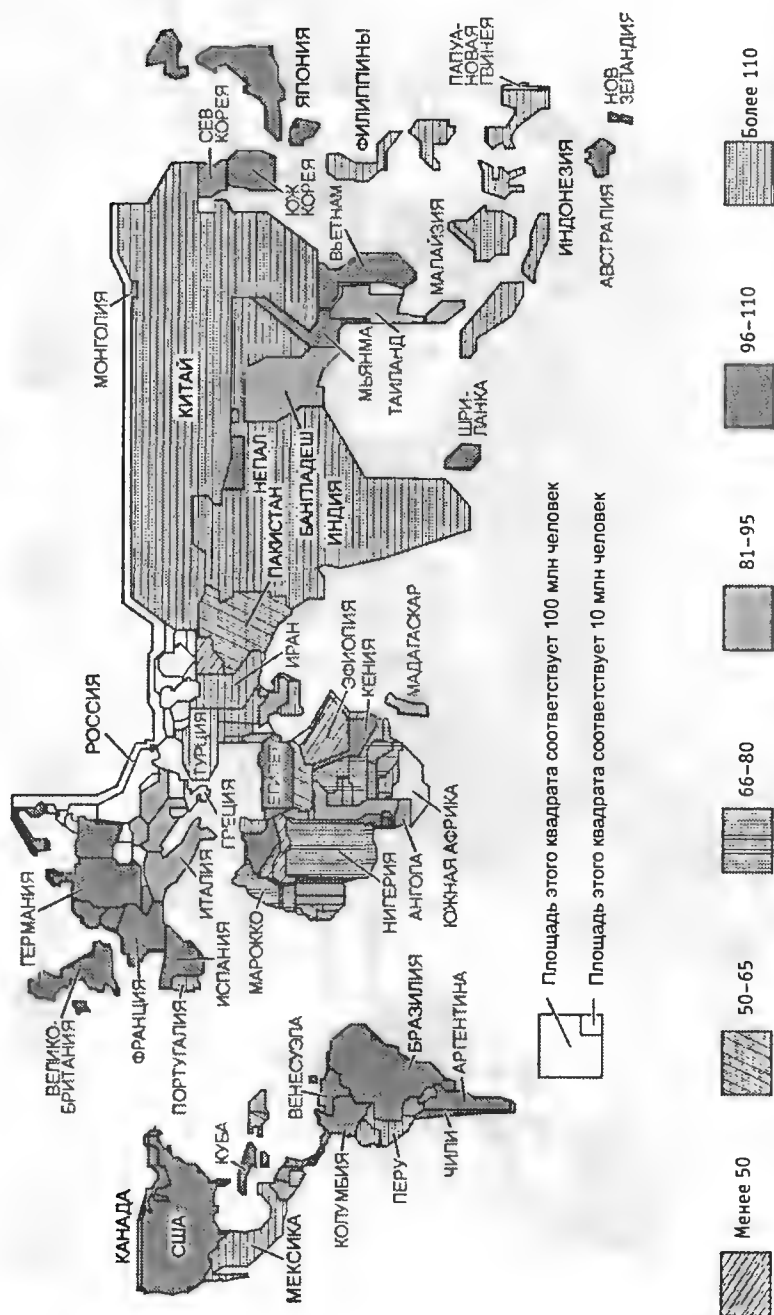 КАНАДА
США
МЕКСИКА
КУБА
ВЕНЕСУЭЛА
КОЛУМБИЯ
ПЕРУ
БРАЗИЛИЯ
ЧИЛИ
АРГЕНТИНА
ВЕЛИКО-
БРИТАНИЯ
ГЕРМАНИЯ
ФРАНЦИЯ
ПОРТУГАЛИЯ
ИСПАНИЯ
ИТАЛИЯ
ГРЕЦИЯ
РОССИЯ
ТУРЦИЯ
МАРОККО
ЕГИПЕТ
НИГЕРИЯ
АНГОЛА
ЮЖНАЯ АФРИКА
ЭФИОПИЯ
КЕНИЯ
МАДАГАСКАР
ИРАН
ПАКИСТАН
НЕПАЛ
БАНГЛАДЕШ
ИНДИЯ
КИТАЙ
МОНГОЛИЯ
ШРИ-
ЛАНКА
МЬЯНМА
ТАИЛАНД
ВЬЕТНАМ
МАЛАЙЗИЯ
СЕВ
КОРЕЯ
ЮЖ
КОРЕЯ
ЯПОНИЯ
ФИЛИППИНЫ
ПАПУА-
НОВАЯ
ГВИНЕЯ
ИНДОНЕЗИЯ
АВСТРАЛИЯ
НОВ
ЗЕЛАНДИЯ
Площадь этого квадрата соответствует 100 млн человек
Площадь этого квадрата соответствует 10 млн человек
Менее 50
50–65
66–80
81–95
96–110
Более 110